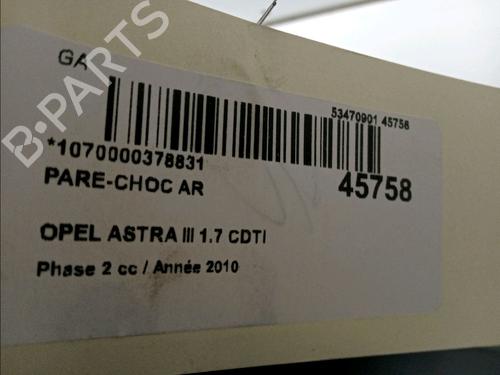 GA
53470901 45758
*1070000378831
PARE-CHOC AR
45758
OPEL ASTRA III 1.7 CDTI
Phase 2 cc / Année 2010
B-PARTS